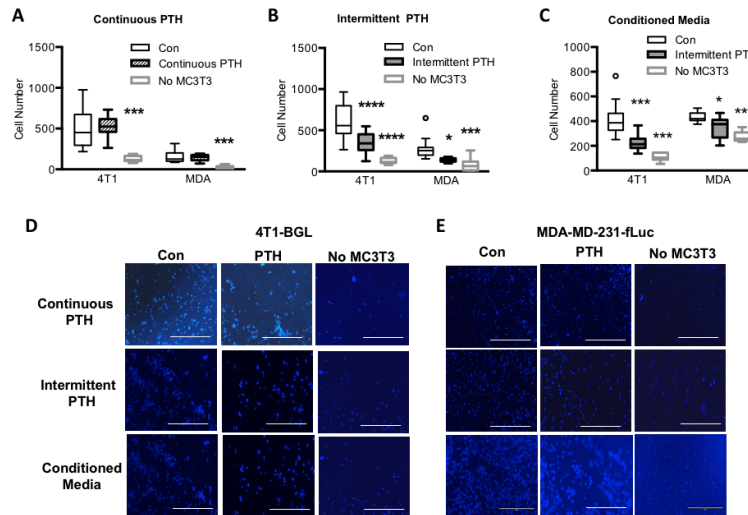 A
Continuous PTH
1500
1000
500
0
Cell Number
Con
Continuous PTH
No MC3T3
***
***
4T1
MDA
B
Intermittent PTH
1500
1000
500
0
Cell Number
Con
Intermittent PTH
No MC3T3
****
****
*
***
4T1
MDA
C
Conditioned Media
1000
800
600
400
200
0
Cell Number
Con
Intermittent PT
No MC3T3
***
***
*
**
4T1
MDA
D
4T1-BGL
Con
PTH
No MC3T3
Continuous
PTH
Intermittent
PTH
Conditioned
Media
E
MDA-MD-231-fLuc
Con
PTH
No MC3T3